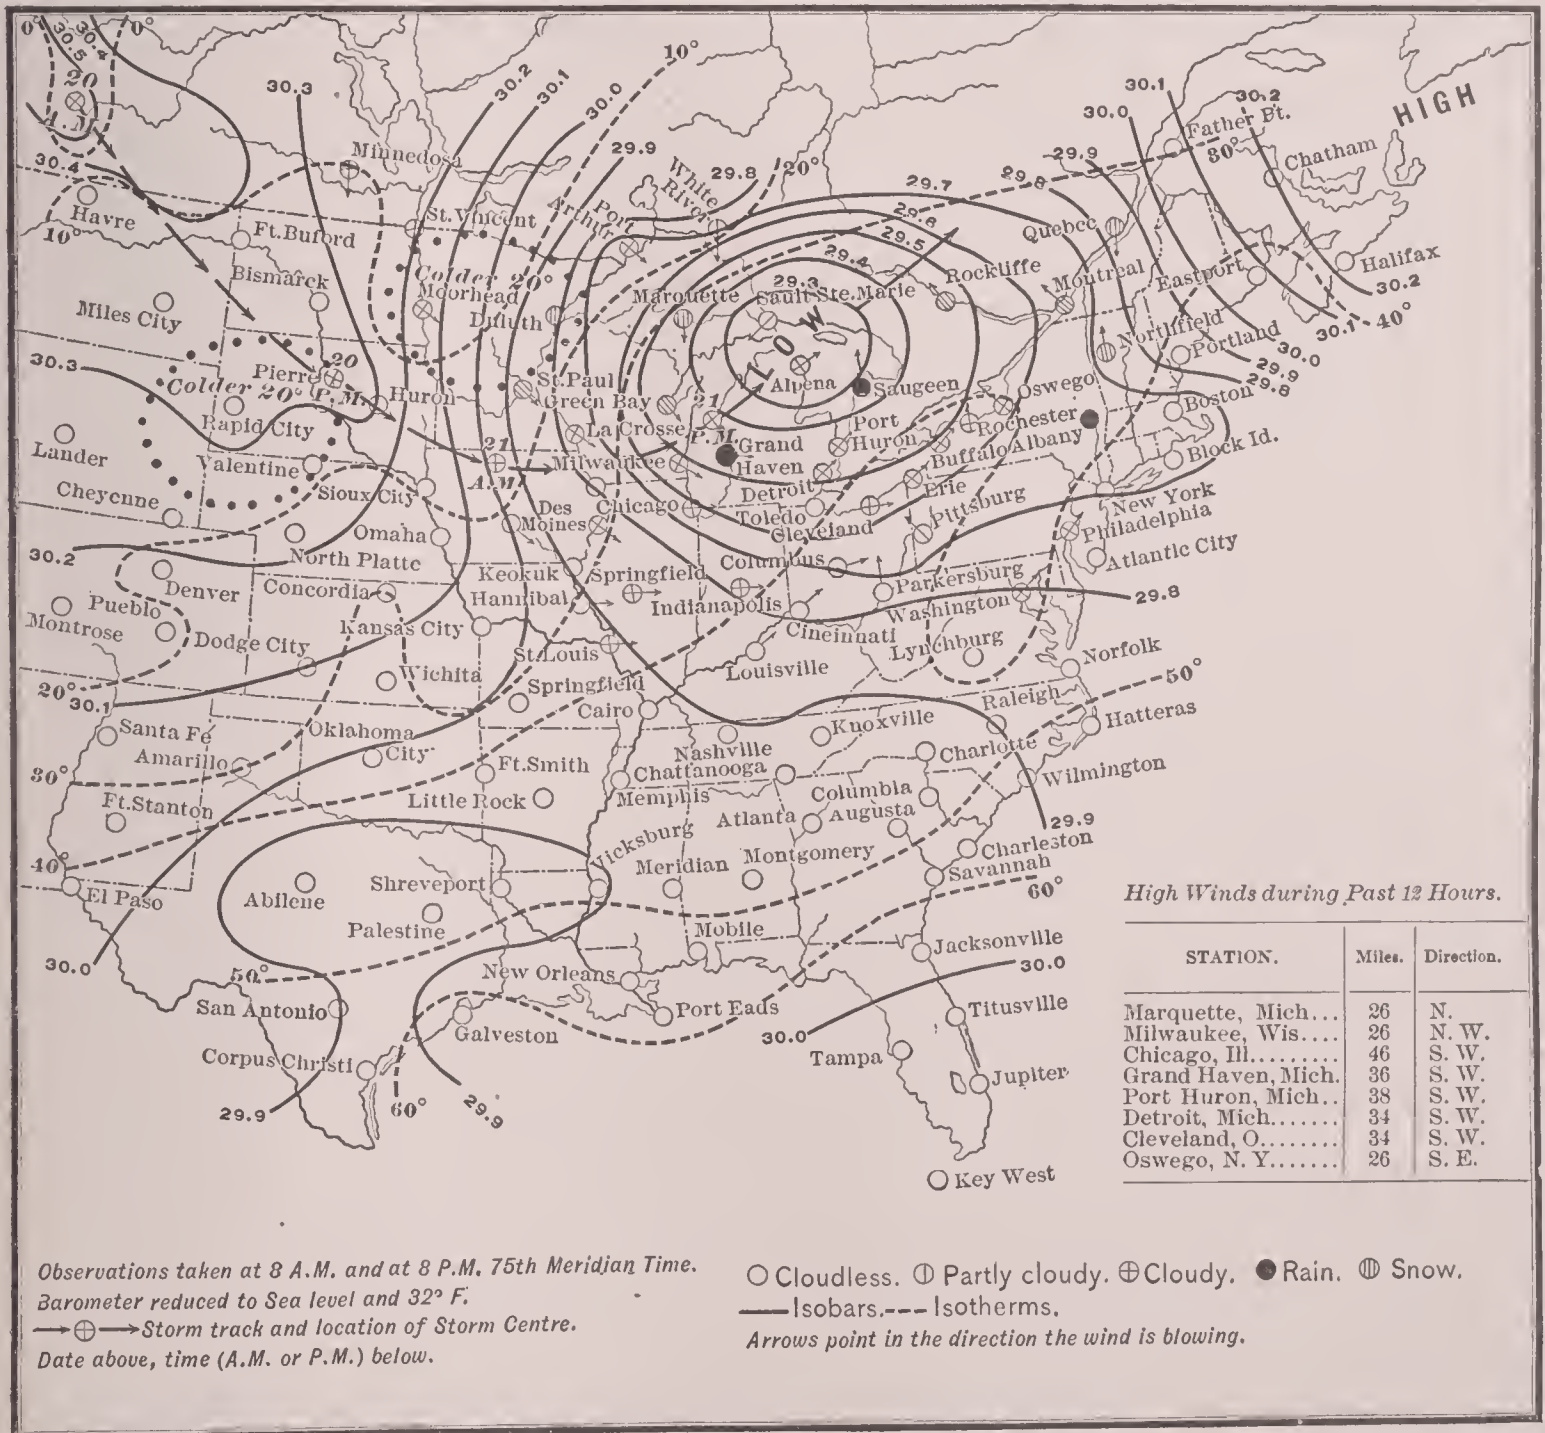 0° 30.5 30.4 0°
20
A.M.
30.4
30.3
30.2
30.1
30.0
29.9
29.8
10°
20°
29.7
29.8
29.9
30.0
30.1
30.2
HIGH
Father Pt.
30°
Chatham
Minnedosa
Havre
10°
Ft. Buford
St. Vincent
Port Arthur
White River
29.6
29.5
29.4
29.3
Quebec
Halifax
30.2
Bismarck
Colder 20°
Moorhead
Duluth
Marquette
Sault Ste. Marie
Rockliffe
Montreal
Eastport
30.1
40°
Miles City
LOW
Northfield
Portland
30.0
29.9
29.8
30.3
Pierre
20
P.M.
Colder 20°
Huron
St. Paul
Green Bay
21
P.M.
Alpena
Saugeen
Oswego
Boston
Rapid City
La Crosse
Grand Haven
Port Huron
Rochester
Buffalo
Albany
Block Id.
Lander
Valentine
21
A.M.
Milwaukee
Detroit
Erie
Cheyenne
Sioux City
Des Moines
Chicago
Toledo
Cleveland
Pittsburg
New York
Philadelphia
Omaha
30.2
North Platte
Columbus
Atlantic City
Denver
Concordia
Keokuk
Springfield
Hannibal
Indianapolis
Parkersburg
Washington
29.8
Pueblo
Montrose
Dodge City
Kansas City
Cincinnati
Lynchburg
St. Louis
Louisville
Norfolk
Wichita
Springfield
20°
30.1
Cairo
Raleigh
50°
Hatteras
Santa Fe
Oklahoma City
Knoxville
Nashville
Charlotte
Amarillo
Ft. Smith
Chattanooga
Wilmington
30°
Ft. Stanton
Little Rock
Memphis
Columbia
Atlanta
Augusta
29.9
Vicksburg
Charleston
40°
Meridian
Montgomery
Savannah
El Paso
Abilene
Shreveport
60°
Palestine
Mobile
Jacksonville
30.0
50°
New Orleans
30.0
San Antonio
Port Eads
Titusville
Galveston
30.0
Tampa
Corpus Christi
Jupiter
29.9
60°
29.9
Key West
High Winds during Past 12 Hours.
STATION. Miles. Direction.
Marquette, Mich... 26 N.
Milwaukee, Wis.... 26 N. W.
Chicago, Ill......... 46 S. W.
Grand Haven, Mich. 36 S. W.
Port Huron, Mich.. 38 S. W.
Detroit, Mich....... 34 S. W.
Cleveland, O........ 34 S. W.
Oswego, N. Y....... 26 S. E.
Observations taken at 8 A.M. and at 8 P.M. 75th Meridian Time.
Barometer reduced to Sea level and 32° F.
Storm track and location of Storm Centre.
Date above, time (A.M. or P.M.) below.
Cloudless. Partly cloudy. Cloudy. Rain. Snow.
Isobars. Isotherms.
Arrows point in the direction the wind is blowing.